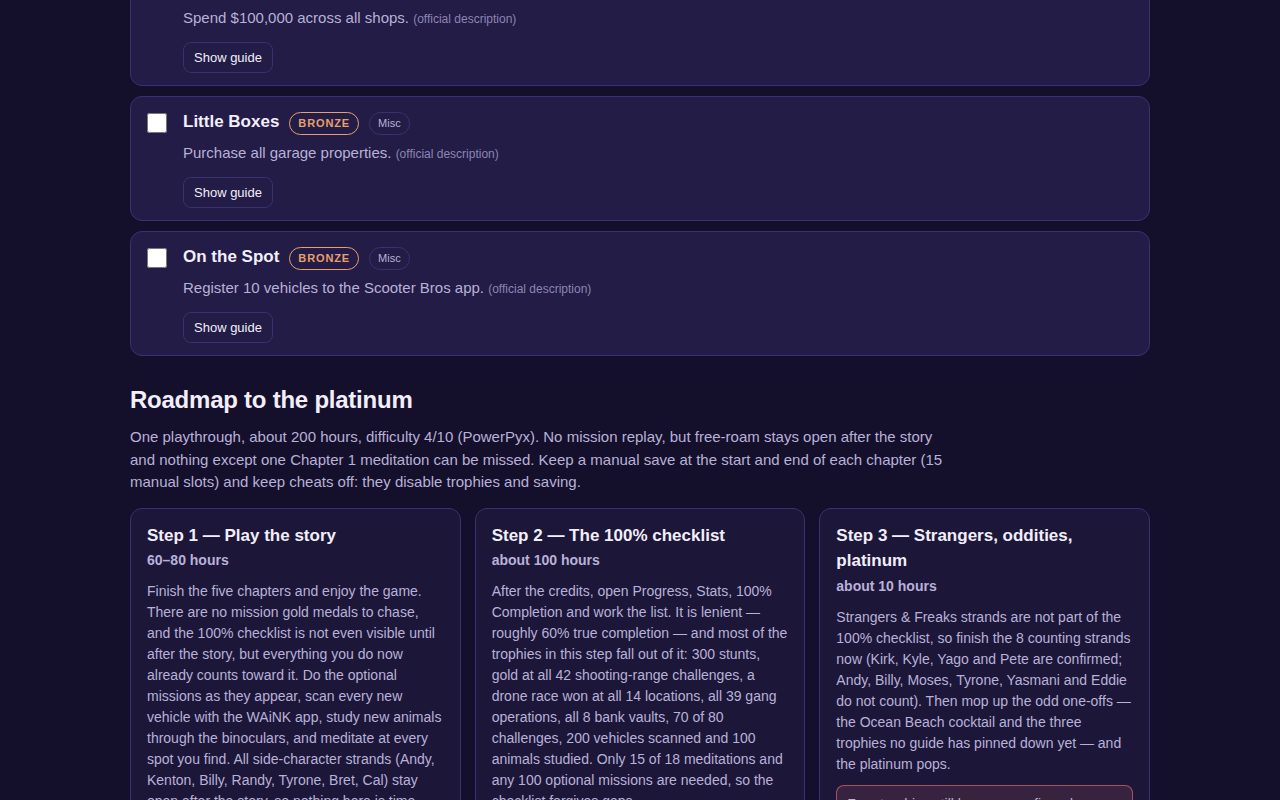 Spend $100,000 across all shops. (official description)
Show guide
Little Boxes BRONZE Misc
Purchase all garage properties. (official description)
Show guide
On the Spot BRONZE Misc
Register 10 vehicles to the Scooter Bros app. (official description)
Show guide
Roadmap to the platinum
One playthrough, about 200 hours, difficulty 4/10 (PowerPyx). No mission replay, but free-roam stays open after the story
and nothing except one Chapter 1 meditation can be missed. Keep a manual save at the start and end of each chapter (15
manual slots) and keep cheats off: they disable trophies and saving.
Step 1 — Play the story
60–80 hours
Finish the five chapters and enjoy the game.
There are no mission gold medals to chase,
and the 100% checklist is not even visible until
after the story, but everything you do now
already counts toward it. Do the optional
missions as they appear, scan every new
vehicle with the WAiNK app, study new animals
through the binoculars, and meditate at every
spot you find. All side-character strands (Andy,
Kenton, Billy, Randy, Tyrone, Bret, Cal) stay
Step 2 — The 100% checklist
about 100 hours
After the credits, open Progress, Stats, 100%
Completion and work the list. It is lenient —
roughly 60% true completion — and most of the
trophies in this step fall out of it: 300 stunts,
gold at all 42 shooting-range challenges, a
drone race won at all 14 locations, all 39 gang
operations, all 8 bank vaults, 70 of 80
challenges, 200 vehicles scanned and 100
animals studied. Only 15 of 18 meditations and
any 100 optional missions are needed, so the
Step 3 — Strangers, oddities,
platinum
about 10 hours
Strangers & Freaks strands are not part of the
100% checklist, so finish the 8 counting strands
now (Kirk, Kyle, Yago and Pete are confirmed;
Andy, Billy, Moses, Tyrone, Yasmani and Eddie
do not count). Then mop up the odd one-offs —
the Ocean Beach cocktail and the three
trophies no guide has pinned down yet — and
the platinum pops.